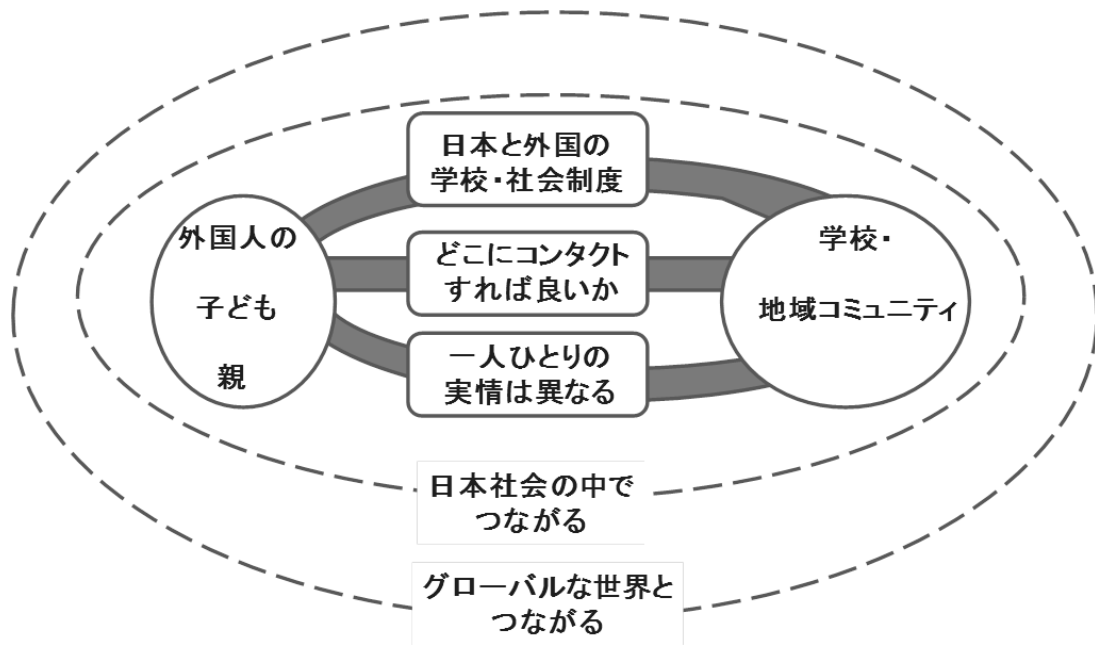 日本と外国の
学校・社会制度
外国人の
子ども
親
どこにコンタクト
すれば良いか
一人ひとりの
実情は異なる
学校・
地域コミュニティ
日本社会の中で
つながる
グローバルな世界と
つながる